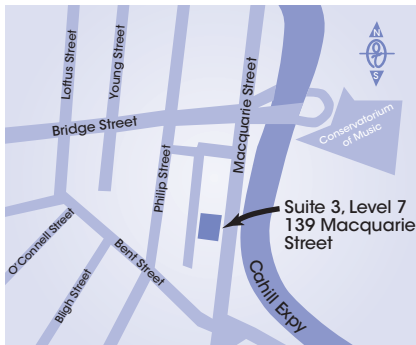 Loftus Street
Young Street
N
S
Bridge Street
Macquarie Street
Conservatorium
of Music
Philip Street
Suite 3, Level 7
139 Macquarie
Street
O'Connell Street
Bent Street
Bligh Street
Cahill Expy